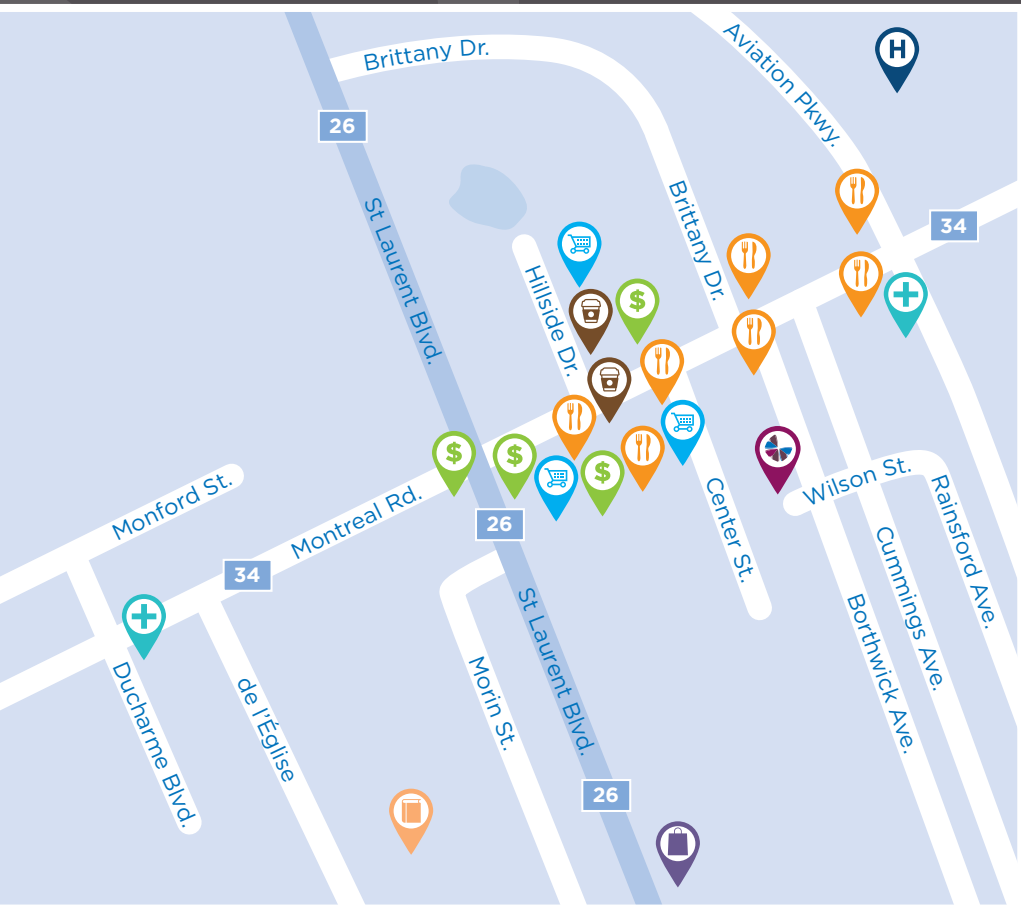 Brittany Dr.
Aviation Pkwy.
H
26
St Laurent Blvd.
Brittany Dr.
34
Hillside Dr.
$
$
$
$
Monford St.
Montreal Rd.
26
34
Center St.
Wilson St.
Rainsford Ave.
Cummings Ave.
Borthwick Ave.
St Laurent Blvd.
Morin St.
Ducharme Blvd.
de l'Église
26